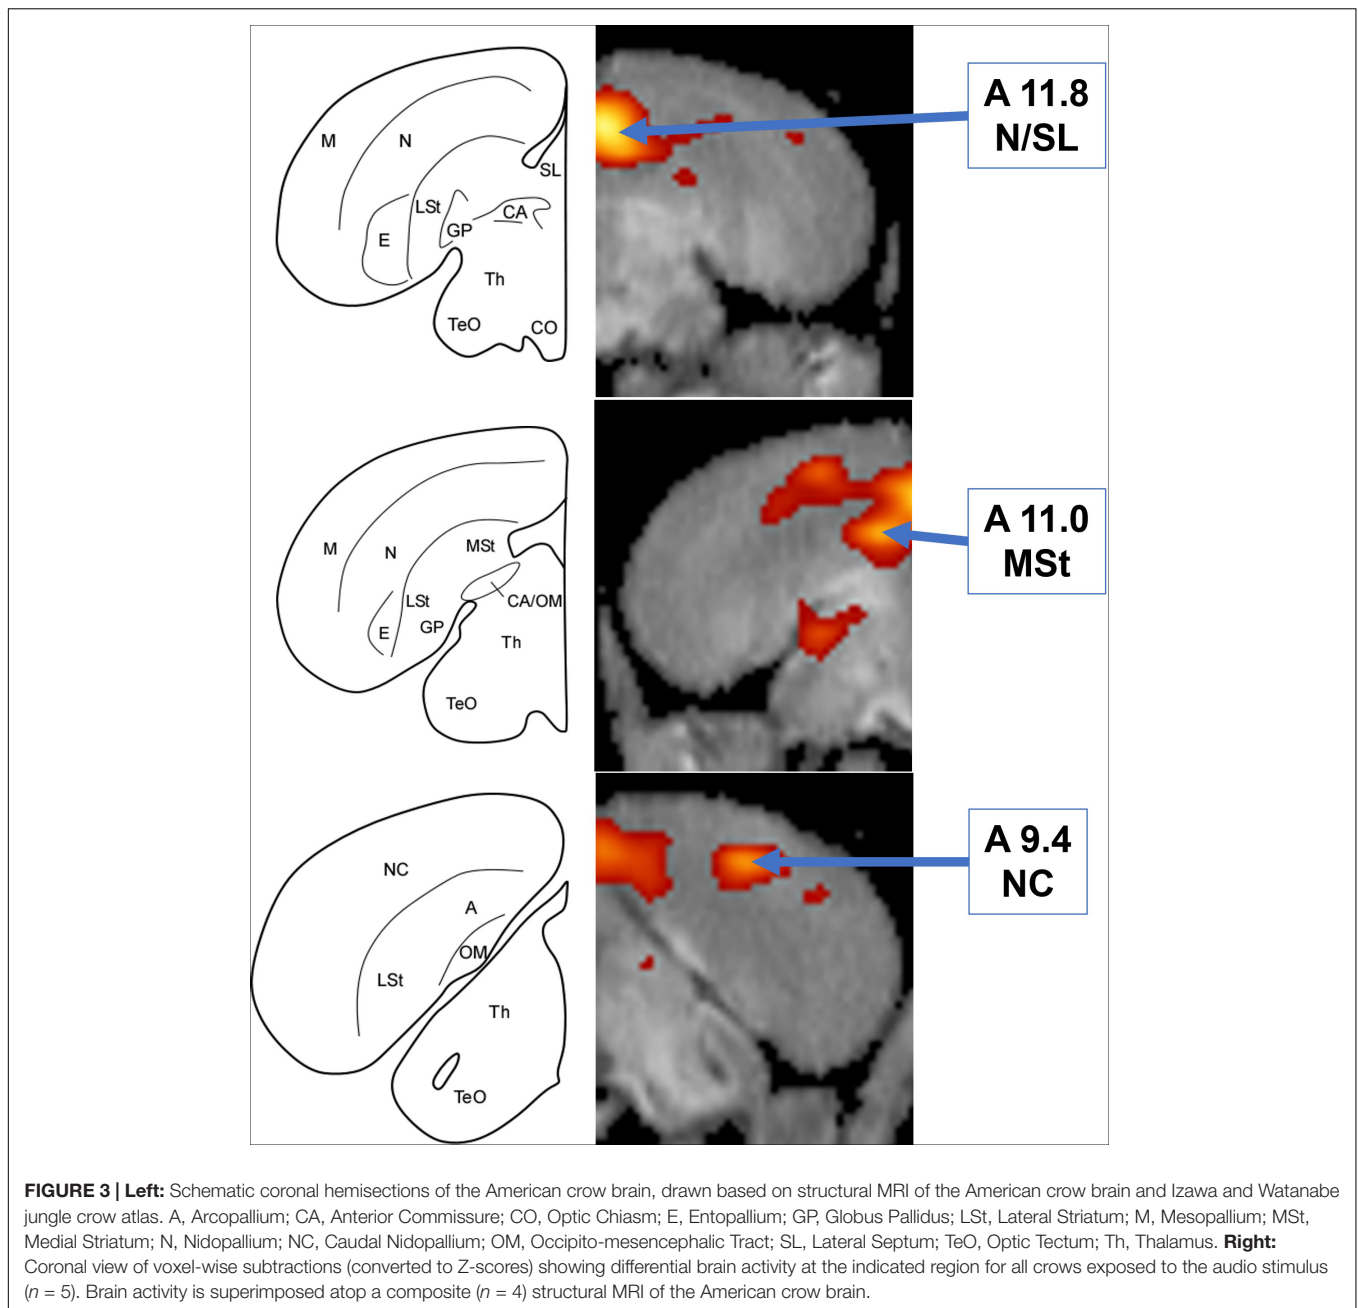 M
N
SL
LSt
CA
GP
E
Th
TeO
CO
A 11.8
N/SL
M
N
MSt
LSt
CA/OM
E
GP
Th
TeO
A 11.0
MSt
NC
A
OM
LSt
Th
TeO
A 9.4
NC
FIGURE 3 | Left: Schematic coronal hemisections of the American crow brain, drawn based on structural MRI of the American crow brain and Izawa and Watanabe
jungle crow atlas. A, Arcopallium; CA, Anterior Commissure; CO, Optic Chiasm; E, Entopallium; GP, Globus Pallidus; LSt, Lateral Striatum; M, Mesopallium; MSt,
Medial Striatum; N, Nidopallium; NC, Caudal Nidopallium; OM, Occipito-mesencephalic Tract; SL, Lateral Septum; TeO, Optic Tectum; Th, Thalamus. Right:
Coronal view of voxel-wise subtractions (converted to Z-scores) showing differential brain activity at the indicated region for all crows exposed to the audio stimulus
(n = 5). Brain activity is superimposed atop a composite (n = 4) structural MRI of the American crow brain.